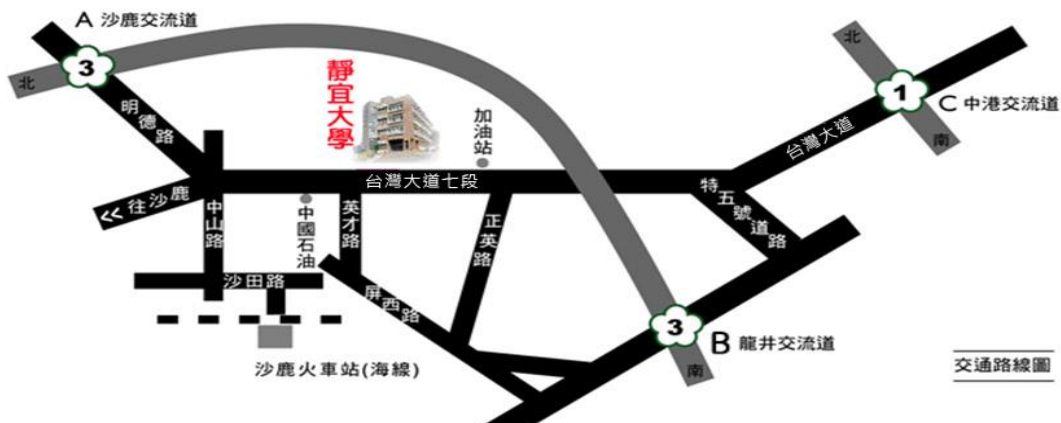 A 沙鹿交流道
北
3
明德路
往沙鹿
中山路
沙田路
沙鹿火車站(海線)
中國石油
靜宜大學
加油站
台灣大道七段
英才路
屏西路
正英路
北
1
C 中港交流道
南
台灣大道
特五號道路
3
B 龍井交流道
南
交通路線圖